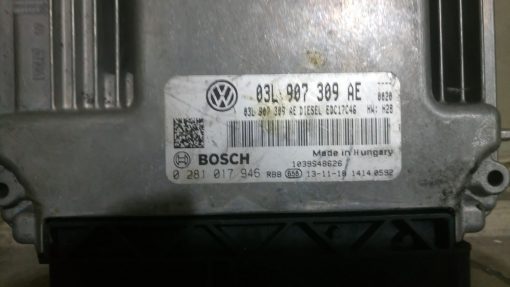 03L 907 309 AE 0020
03L 907 309 AE DIESEL EDC17C46 HW: H28
Made in Hungary
BOSCH 1039S48626
0 281 017 946 RBB 13-11-18 1414 0592